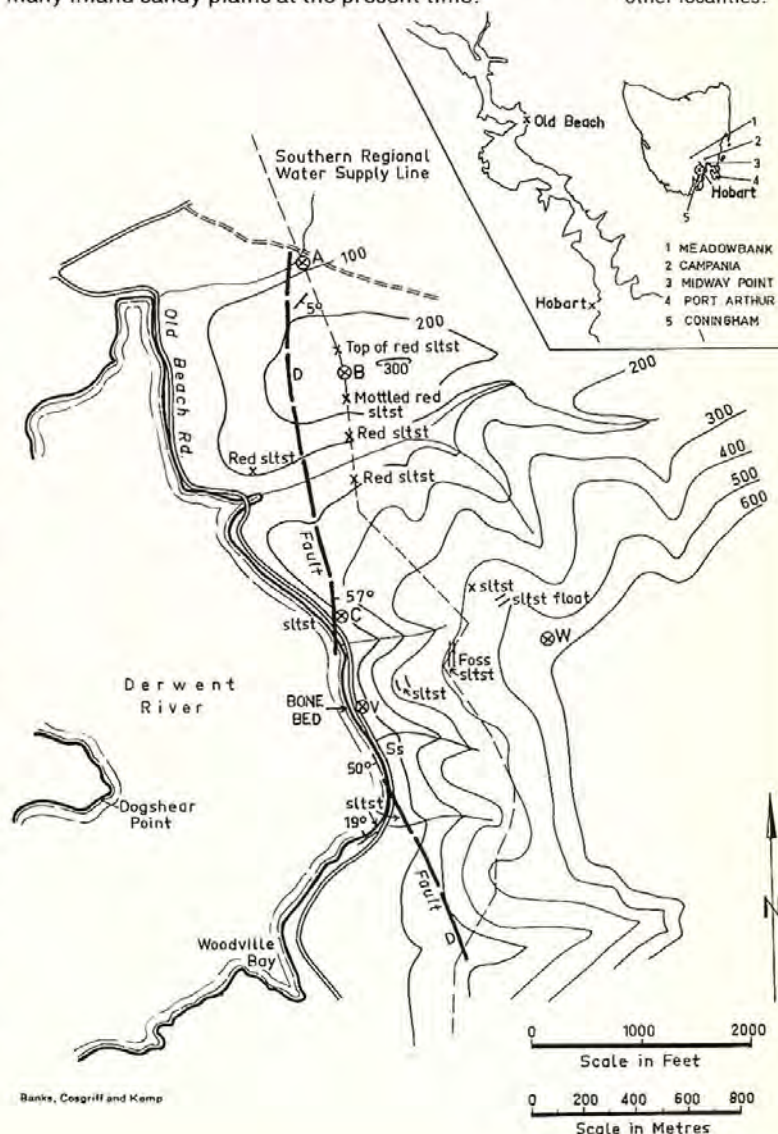 many inland sandy plains at the present time.
other localities.
Old Beach
Hobart
1
2
3
4
5
Hobart
1 MEADOWBANK
2 CAMPANIA
3 MIDWAY POINT
4 PORT ARTHUR
5 CONINGHAM
Southern Regional
Water Supply Line
A
100
5°
200
Top of red sltst
300
D
B
Mottled red
sltst
Red sltst
Red sltst
Red sltst
Old Beach Rd.
200
300
400
500
600
Fault
57°
C
sltst
sltst
sltst float
W
Foss
sltst
sltst
Derwent
River
BONE
BED
V
Ss
50°
sltst
19°
Dogshear
Point
Fault
D
Woodville
Bay
N
0 1000 2000
Scale in Feet
0 200 400 600 800
Scale in Metres
Banks, Cosgriff and Kemp